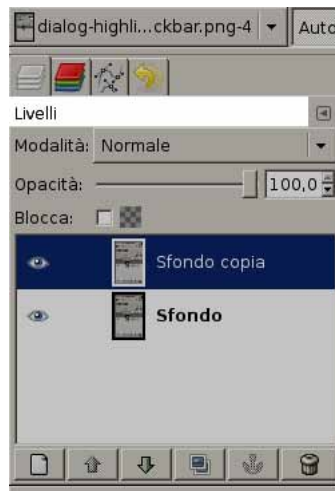 dialog-highli...ckbar.png-4
Auto
Livelli
Modalità: Normale
Opacità: 100,0
Blocca:
Sfondo copia
Sfondo